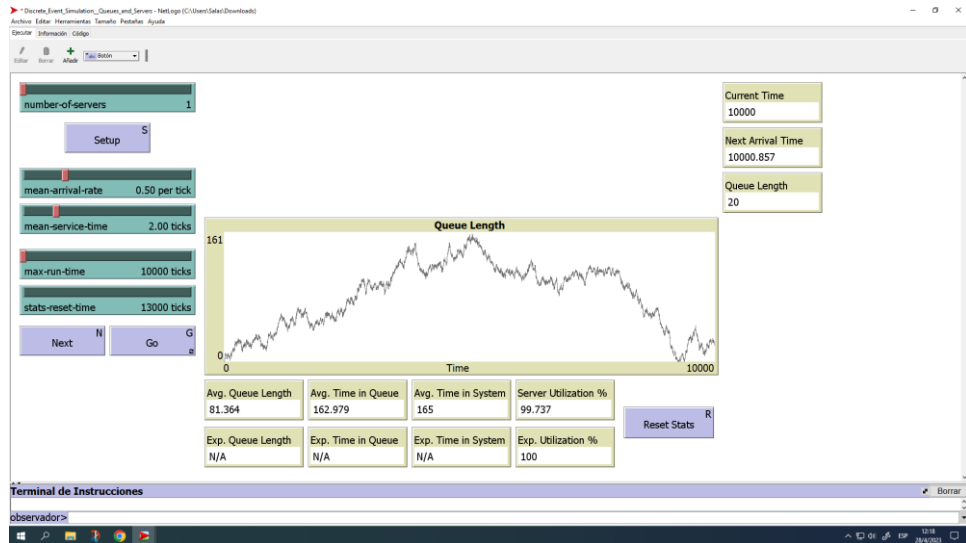 * Discrete_Event_Simulation__Queues_and_Servers - NetLogo {C:\Users\Salas\Downloads}
Archivo Editar Herramientas Tamaño Pestañas Ayuda
Ejecutar Información Código
Editar Borrar Añadir Botón
number-of-servers 1
Setup S
mean-arrival-rate 0.50 per tick
mean-service-time 2.00 ticks
max-run-time 10000 ticks
stats-reset-time 13000 ticks
Next N
Go G
Current Time
10000
Next Arrival Time
10000.857
Queue Length
20
Queue Length
161
0
0 Time 10000
Avg. Queue Length Avg. Time in Queue Avg. Time in System Server Utilization %
81.364 162.979 165 99.737
Reset Stats R
Exp. Queue Length Exp. Time in Queue Exp. Time in System Exp. Utilization %
N/A N/A N/A 100
Terminal de Instrucciones Borrar
observador>
ESP
12:18
28/4/2023